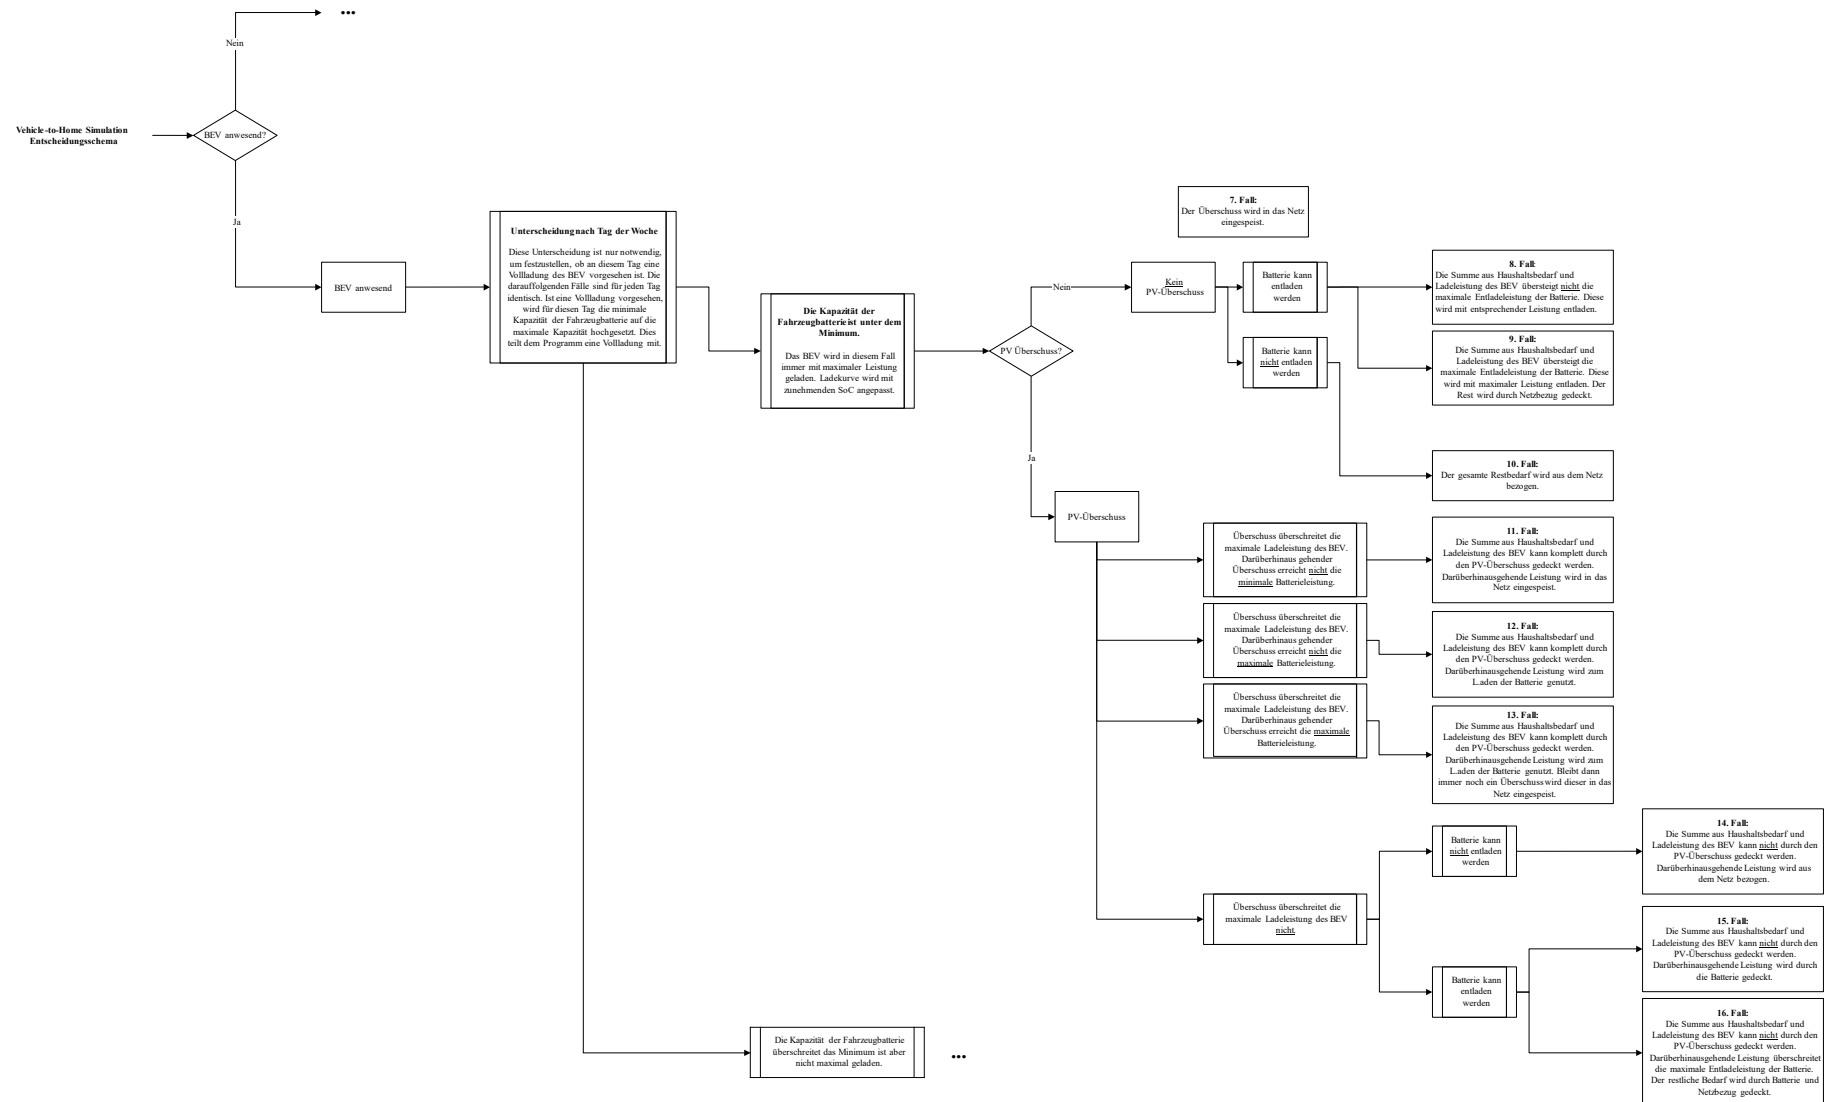 •••
Nein
Vehicle-to-Home Simulation
Entscheidungsschema
BEV anwesend?
Ja
BEV anwesend
Unterscheidung nach Tag der Woche
Diese Unterscheidung ist nur notwendig,
um festzustellen, ob an diesem Tag eine
Vollladung des BEV vorgesehen ist. Die
darauffolgenden Fälle sind für jeden Tag
identisch. Ist eine Vollladung vorgesehen,
wird für diesen Tag die minimale
Kapazität der Fahrzeugbatterie auf die
maximale Kapazität hochgesetzt. Dies
teilt dem Programm eine Vollladung mit.
Die Kapazität der
Fahrzeugbatterie ist unter dem
Minimum.
Das BEV wird in diesem Fall
immer mit maximaler Leistung
geladen. Ladekurve wird mit
zunehmenden SoC angepasst.
PV Überschuss?
Nein
Kein
PV-Überschuss
7. Fall:
Der Überschuss wird in das Netz
eingespeist.
Batterie kann
entladen
werden
8. Fall:
Die Summe aus Haushaltsbedarf und
Ladeleistung des BEV übersteigt nicht die
maximale Entladeleistung der Batterie. Diese
wird mit entsprechender Leistung entladen.
9. Fall:
Die Summe aus Haushaltsbedarf und
Ladeleistung des BEV übersteigt die
maximale Entladeleistung der Batterie. Diese
wird mit maximaler Leistung entladen. Der
Rest wird durch Netzbezug gedeckt.
Batterie kann
nicht entladen
werden
10. Fall:
Der gesamte Restbedarf wird aus dem Netz
bezogen.
Ja
PV-Überschuss
Überschuss überschreitet die
maximale Ladeleistung des BEV.
Darüberhinaus gehender
Überschuss erreicht nicht die
minimale Batterieleistung.
11. Fall:
Die Summe aus Haushaltsbedarf und
Ladeleistung des BEV kann komplett durch
den PV-Überschuss gedeckt werden.
Darüberhinausgehende Leistung wird in das
Netz eingespeist.
Überschuss überschreitet die
maximale Ladeleistung des BEV.
Darüberhinaus gehender
Überschuss erreicht nicht die
maximale Batterieleistung.
12. Fall:
Die Summe aus Haushaltsbedarf und
Ladeleistung des BEV kann komplett durch
den PV-Überschuss gedeckt werden.
Darüberhinausgehende Leistung wird zum
L.aden der Batterie genutzt.
Überschuss überschreitet die
maximale Ladeleistung des BEV.
Darüberhinaus gehender
Überschuss erreicht die maximale
Batterieleistung.
13. Fall:
Die Summe aus Haushaltsbedarf und
Ladeleistung des BEV kann komplett durch
den PV-Überschuss gedeckt werden.
Darüberhinausgehende Leistung wird zum
L.aden der Batterie genutzt. Bleibt dann
immer noch ein Überschuss wird dieser in das
Netz eingespeist.
Überschuss überschreitet die
maximale Ladeleistung des BEV
nicht.
Batterie kann
nicht entladen
werden
14. Fall:
Die Summe aus Haushaltsbedarf und
Ladeleistung des BEV kann nicht durch den
PV-Überschuss gedeckt werden.
Darüberhinausgehende Leistung wird aus
dem Netz bezogen.
Batterie kann
entladen
werden
15. Fall:
Die Summe aus Haushaltsbedarf und
Ladeleistung des BEV kann nicht durch den
PV-Überschuss gedeckt werden.
Darüberhinausgehende Leistung wird durch
die Batterie gedeckt.
16. Fall:
Die Summe aus Haushaltsbedarf und
Ladeleistung des BEV kann nicht durch den
PV-Überschuss gedeckt werden.
Darüberhinausgehende Leistung überschreitet
die maximale Entladeleistung der Batterie.
Der restliche Bedarf wird durch Batterie und
Netzbezug gedeckt.
Die Kapazität der Fahrzeugbatterie
überschreitet das Minimum ist aber
nicht maximal geladen.
•••